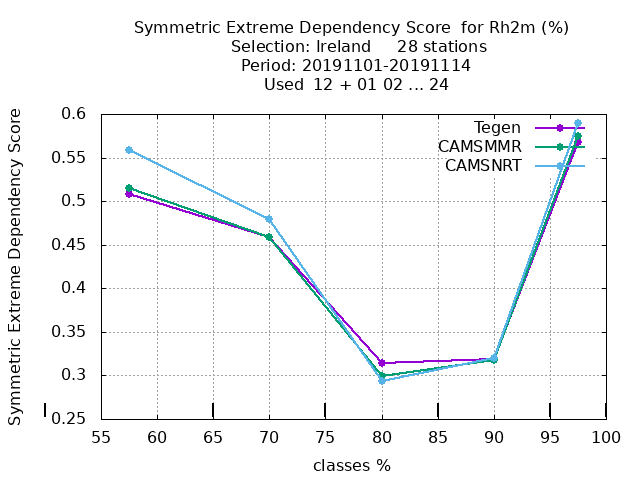 Symmetric Extreme Dependency Score  for Rh2m (%)
Selection: Ireland     28 stations
Period: 20191101-20191114
Used  12 + 01 02 ... 24
Symmetric Extreme Dependency Score
0.6
0.55
0.5
0.45
0.4
0.35
0.3
0.25
Tegen
CAMSMMR
CAMSNRT
55 60 65 70 75 80 85 90 95 100
classes %